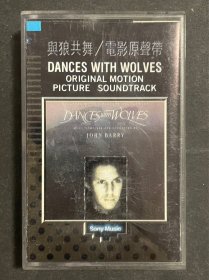 與狼共舞/電影原聲帶
DANCES WITH WOLVES
ORIGINAL MOTION
PICTURE SOUNDTRACK
DANCES WITH WOLVES
JOHN BARRY
Sony Music